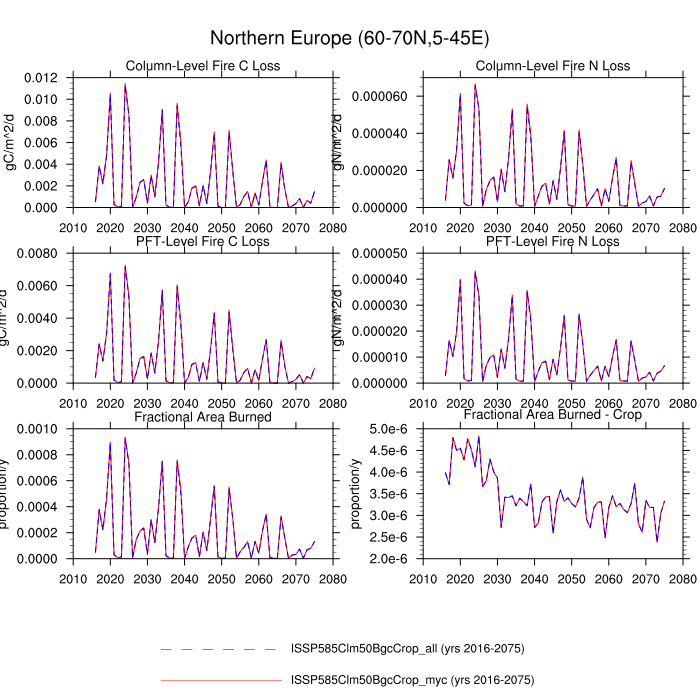 Northern Europe (60-70N,5-45E)
Column-Level Fire C Loss
Column-Level Fire N Loss
0.012
0.010
0.008
0.006
0.004
0.002
0.000
gC/m^2/d
2010 2020 2030 2040 2050 2060 2070 2080
0.000060
0.000040
0.000020
0.000000
gN/m^2/d
2010 2020 2030 2040 2050 2060 2070 2080
PFT-Level Fire C Loss
PFT-Level Fire N Loss
0.0080
0.0060
0.0040
0.0020
0.0000
gC/m^2/d
2010 2020 2030 2040 2050 2060 2070 2080
0.000050
0.000040
0.000030
0.000020
0.000010
0.000000
gN/m^2/d
2010 2020 2030 2040 2050 2060 2070 2080
Fractional Area Burned
Fractional Area Burned - Crop
0.0010
0.0008
0.0006
0.0004
0.0002
0.0000
proportion/y
2010 2020 2030 2040 2050 2060 2070 2080
5.0e-6
4.5e-6
4.0e-6
3.5e-6
3.0e-6
2.5e-6
2.0e-6
proportion/y
2010 2020 2030 2040 2050 2060 2070 2080
ISSP585Clm50BgcCrop_all (yrs 2016-2075)
ISSP585Clm50BgcCrop_myc (yrs 2016-2075)